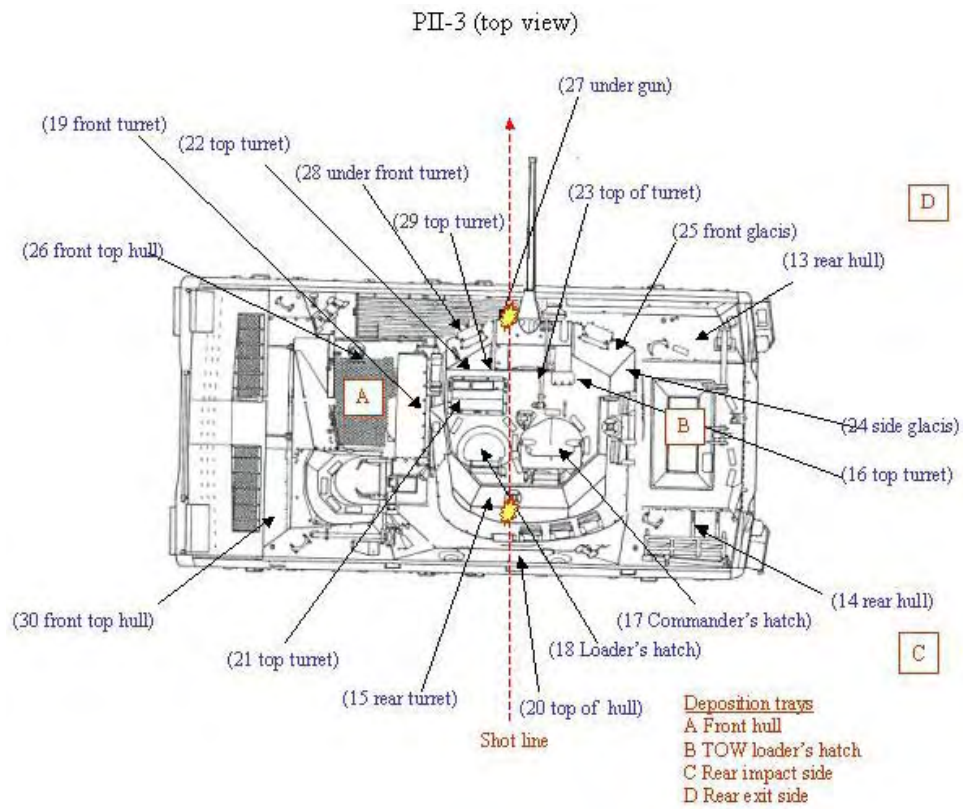 PII-3 (top view)
(27 under gun)
(19 front turret)
(22 top turret)
(28 under front turret)
(23 top of turret)
D
(29 top turret)
(25 front glacis)
(26 front top hull)
(13 rear hull)
A
B
(24 side glacis)
(16 top turret)
(14 rear hull)
(30 front top hull)
(17 Commander's hatch)
(18 Loader's hatch)
(21 top turret)
C
(15 rear turret)
(20 top of hull)
Shot line
Deposition trays
A Front hull
B TOW loader's hatch
C Rear impact side
D Rear exit side